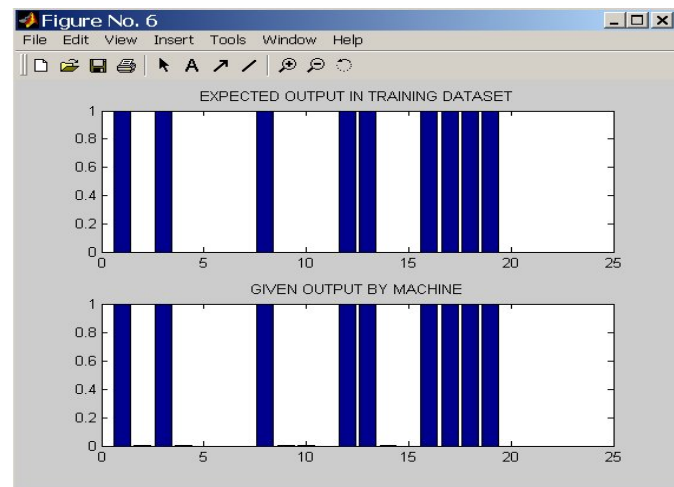 Figure No. 6
File Edit View Insert Tools Window Help
A
EXPECTED OUTPUT IN TRAINING DATASET
1
0.8
0.6
0.4
0.2
0
0 5 10 15 20 25
GIVEN OUTPUT BY MACHINE
1
0.8
0.6
0.4
0.2
0
0 5 10 15 20 25